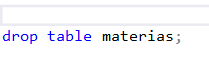 drop table materias;